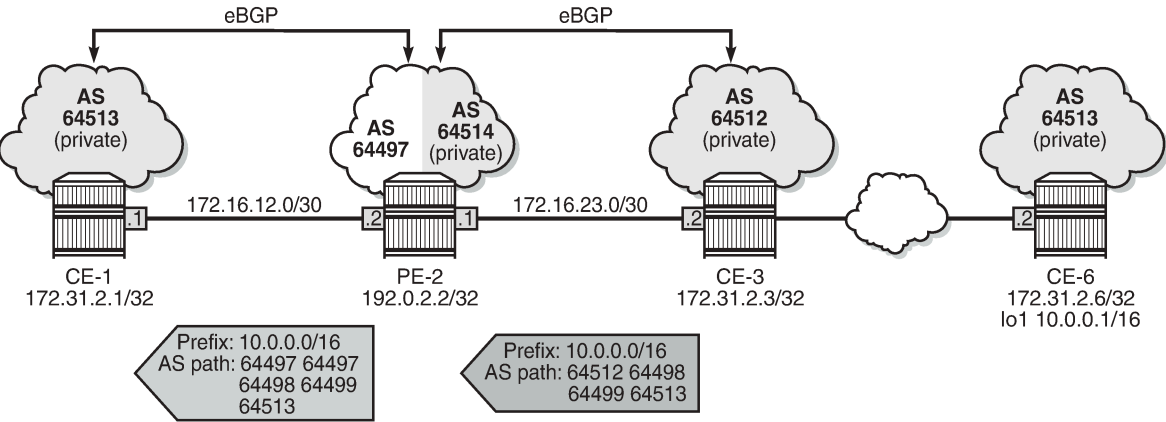 eBGP
eBGP
AS
64513
(private)
AS
64497
AS
64514
(private)
AS
64512
(private)
AS
64513
(private)
.1
172.16.12.0/30
.2
.1
172.16.23.0/30
.2
.2
CE-1
172.31.2.1/32
PE-2
192.0.2.2/32
CE-3
172.31.2.3/32
CE-6
172.31.2.6/32
lo1 10.0.0.1/16
Prefix: 10.0.0.0/16
AS path: 64497 64497
64498 64499
64513
Prefix: 10.0.0.0/16
AS path: 64512 64498
64499 64513